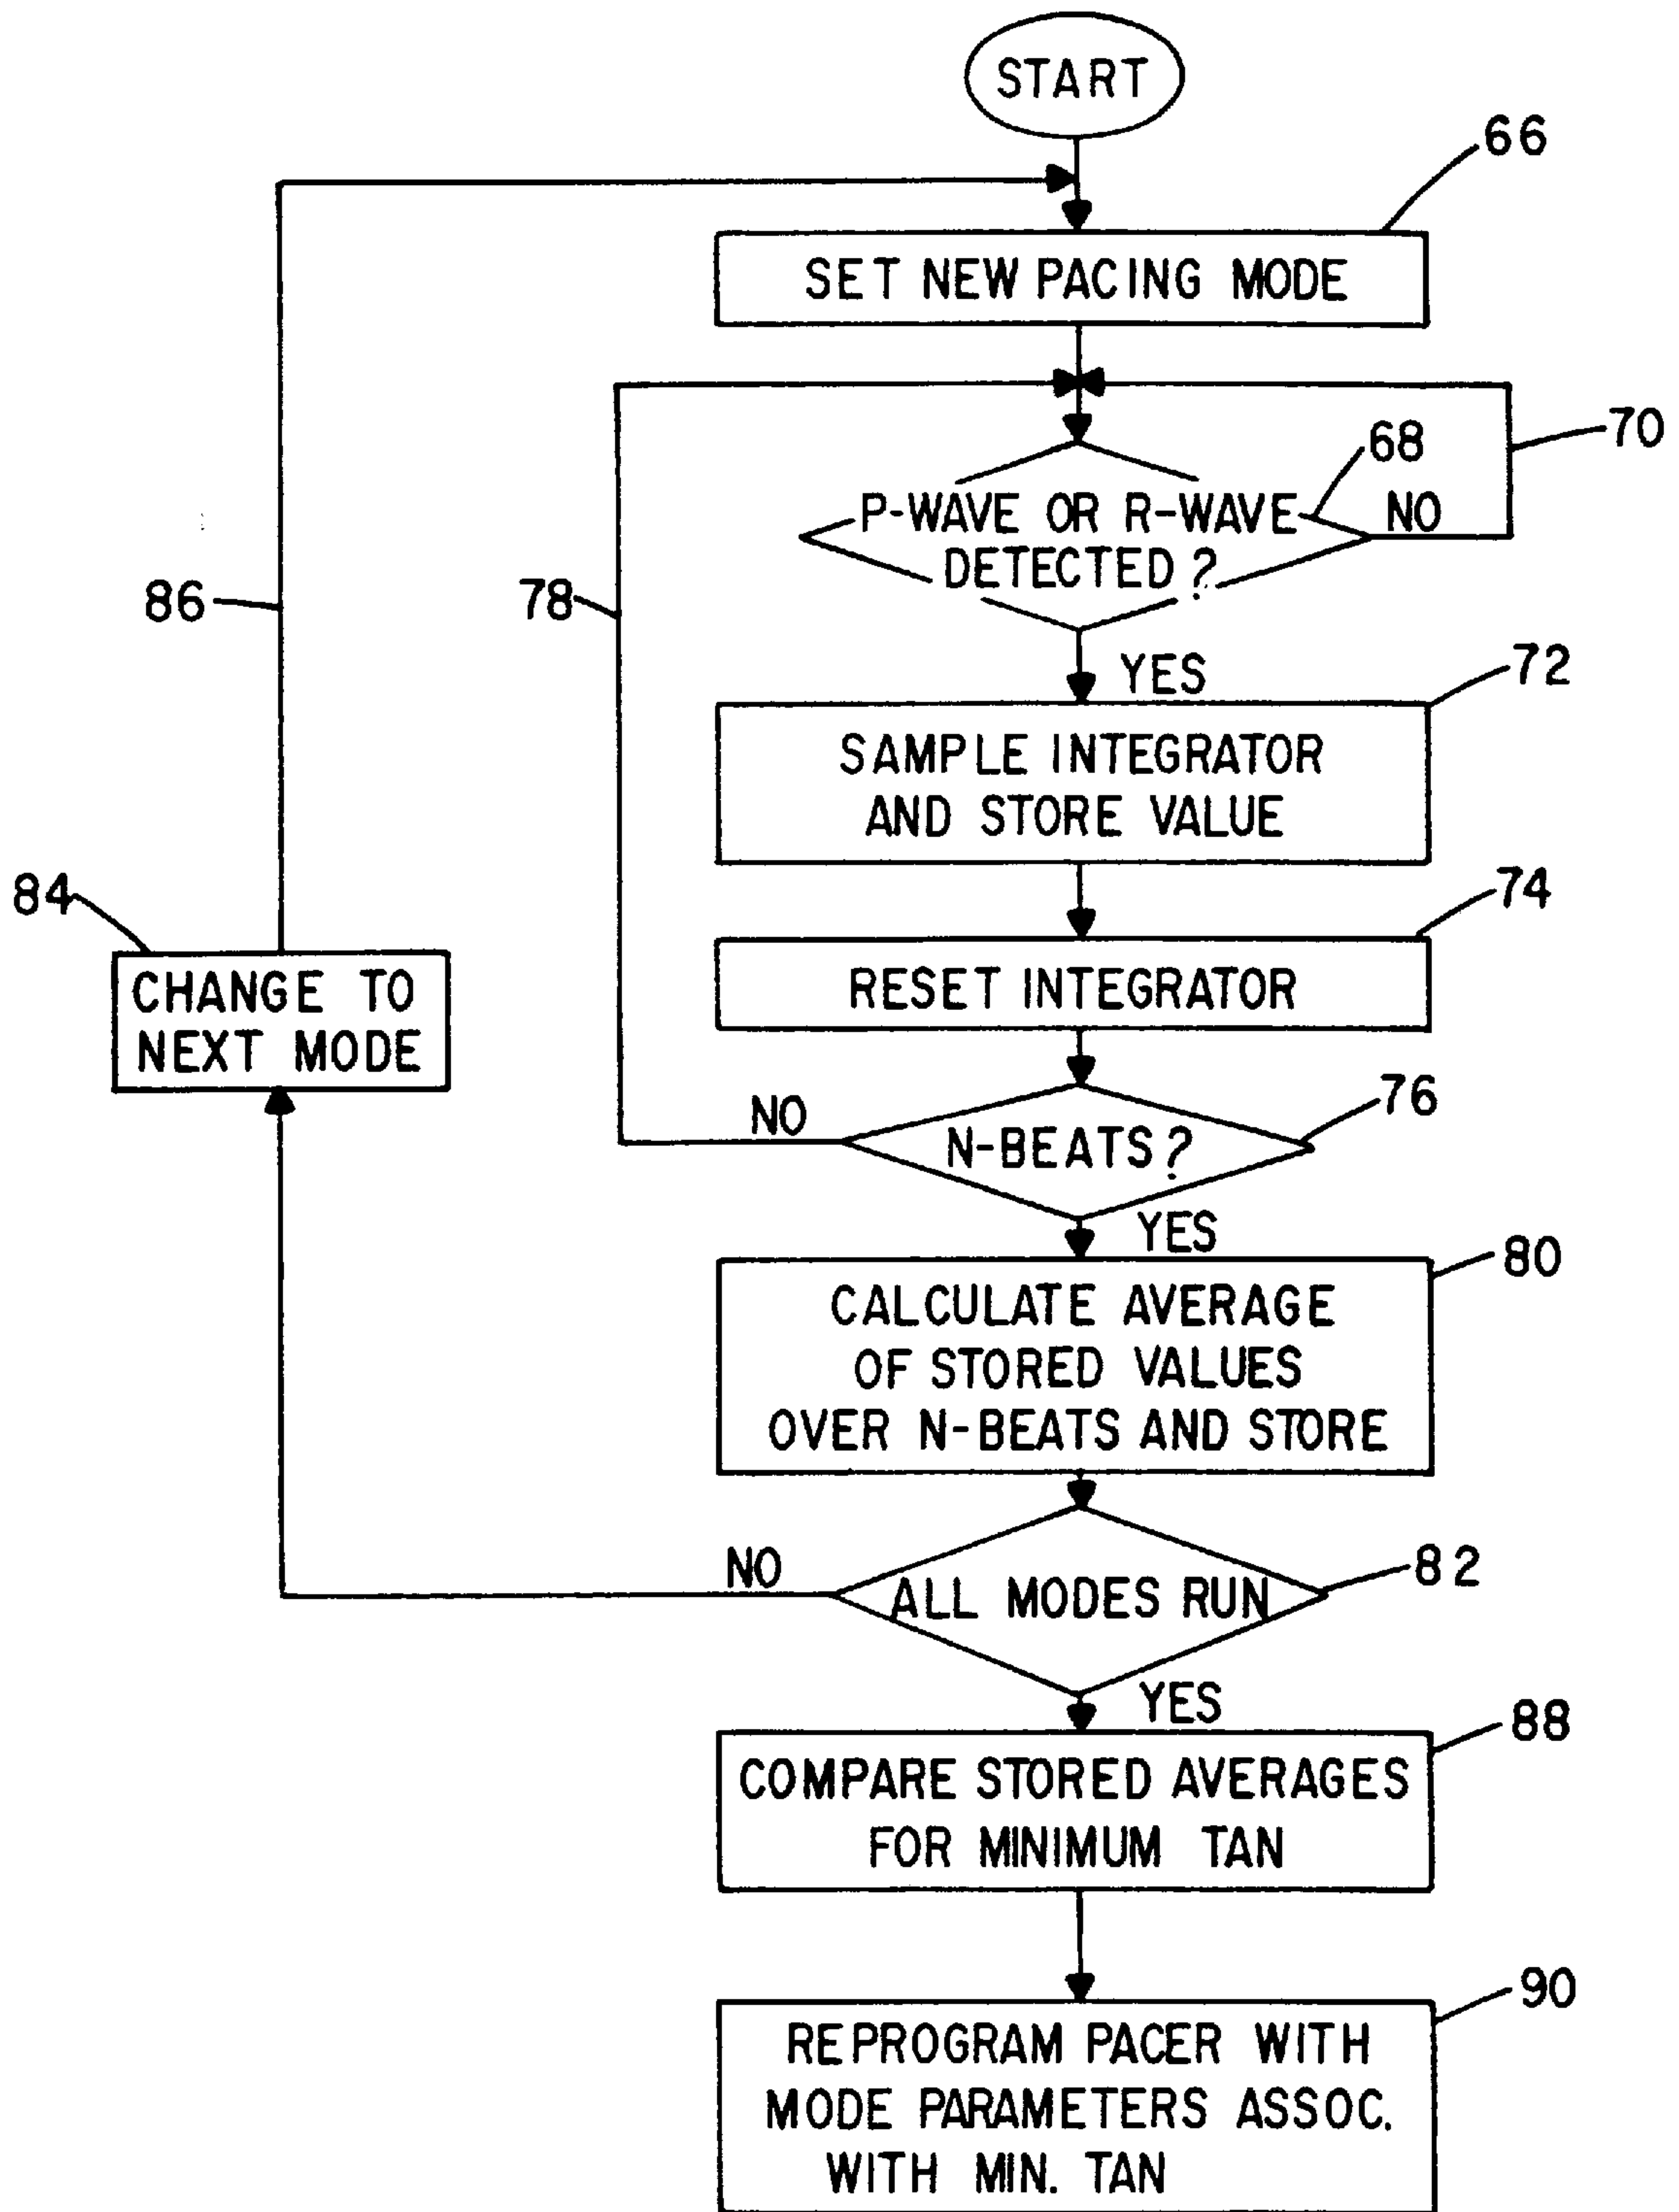 START
66
SET NEW PACING MODE
70
68
P-WAVE OR R-WAVE
DETECTED?
NO
86
78
YES
72
SAMPLE INTEGRATOR
AND STORE VALUE
84
74
CHANGE TO
NEXT MODE
RESET INTEGRATOR
NO
76
N-BEATS?
YES
80
CALCULATE AVERAGE
OF STORED VALUES
OVER N-BEATS AND STORE
NO
82
ALL MODES RUN
YES
88
COMPARE STORED AVERAGES
FOR MINIMUM TAN
90
REPROGRAM PACER WITH
MODE PARAMETERS ASSOC.
WITH MIN. TAN